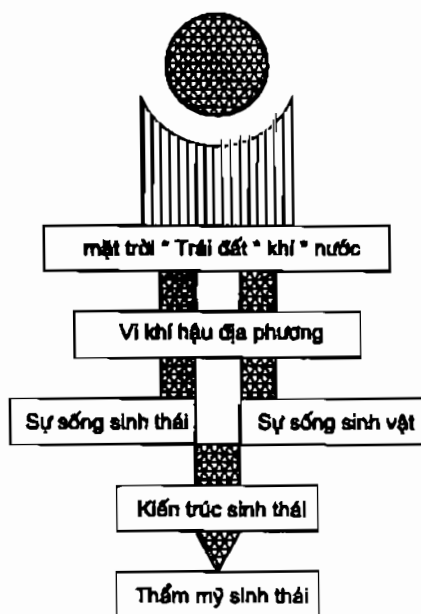 mặt trời * Trái đất * khí * nước
Vi khí hậu địa phương
Sự sống sinh thái
Sự sống sinh vật
Kiến trúc sinh thái
Thẩm mỹ sinh thái